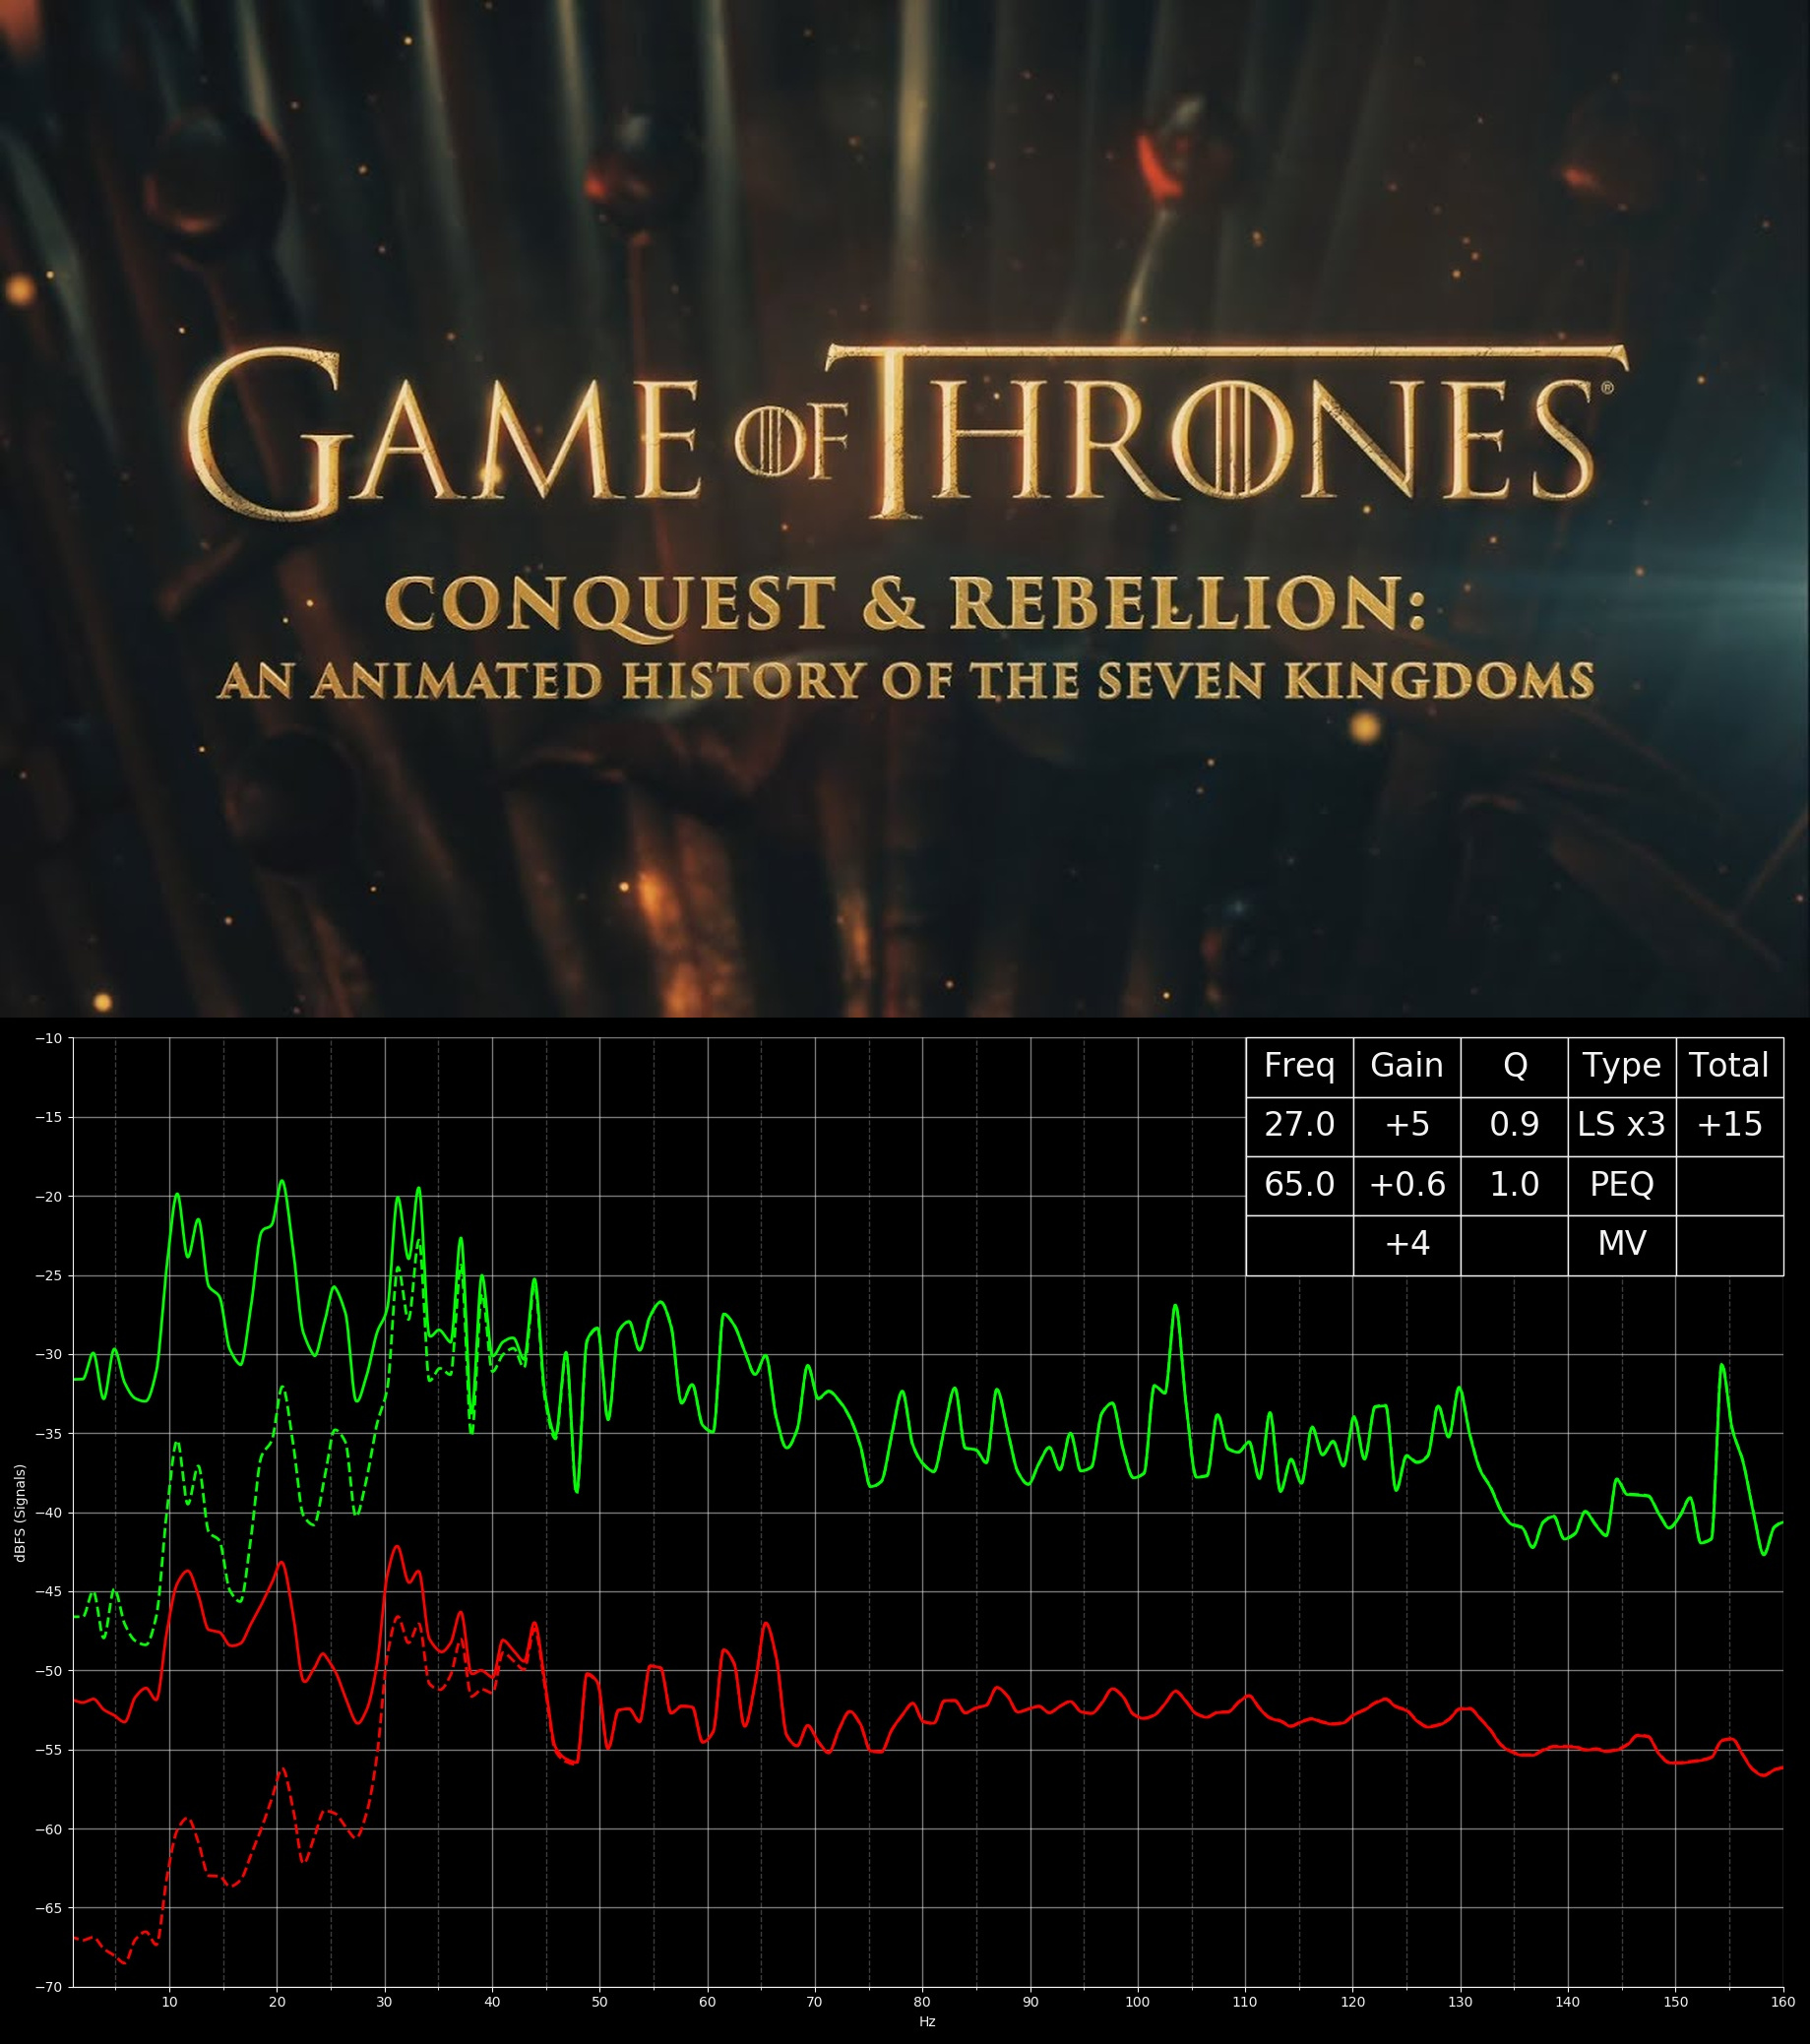 GAME OF THRONES®
CONQUEST & REBELLION:
AN ANIMATED HISTORY OF THE SEVEN KINGDOMS
Freq Gain Q Type Total
27.0 +5 0.9 LS x3 +15
65.0 +0.6 1.0 PEQ
+4 MV
−10
−15
−20
−25
−30
−35
−40
−45
−50
−55
−60
−65
−70
dBFS (Signals)
10 20 30 40 50 60 70 80 90 100 110 120 130 140 150 160
Hz